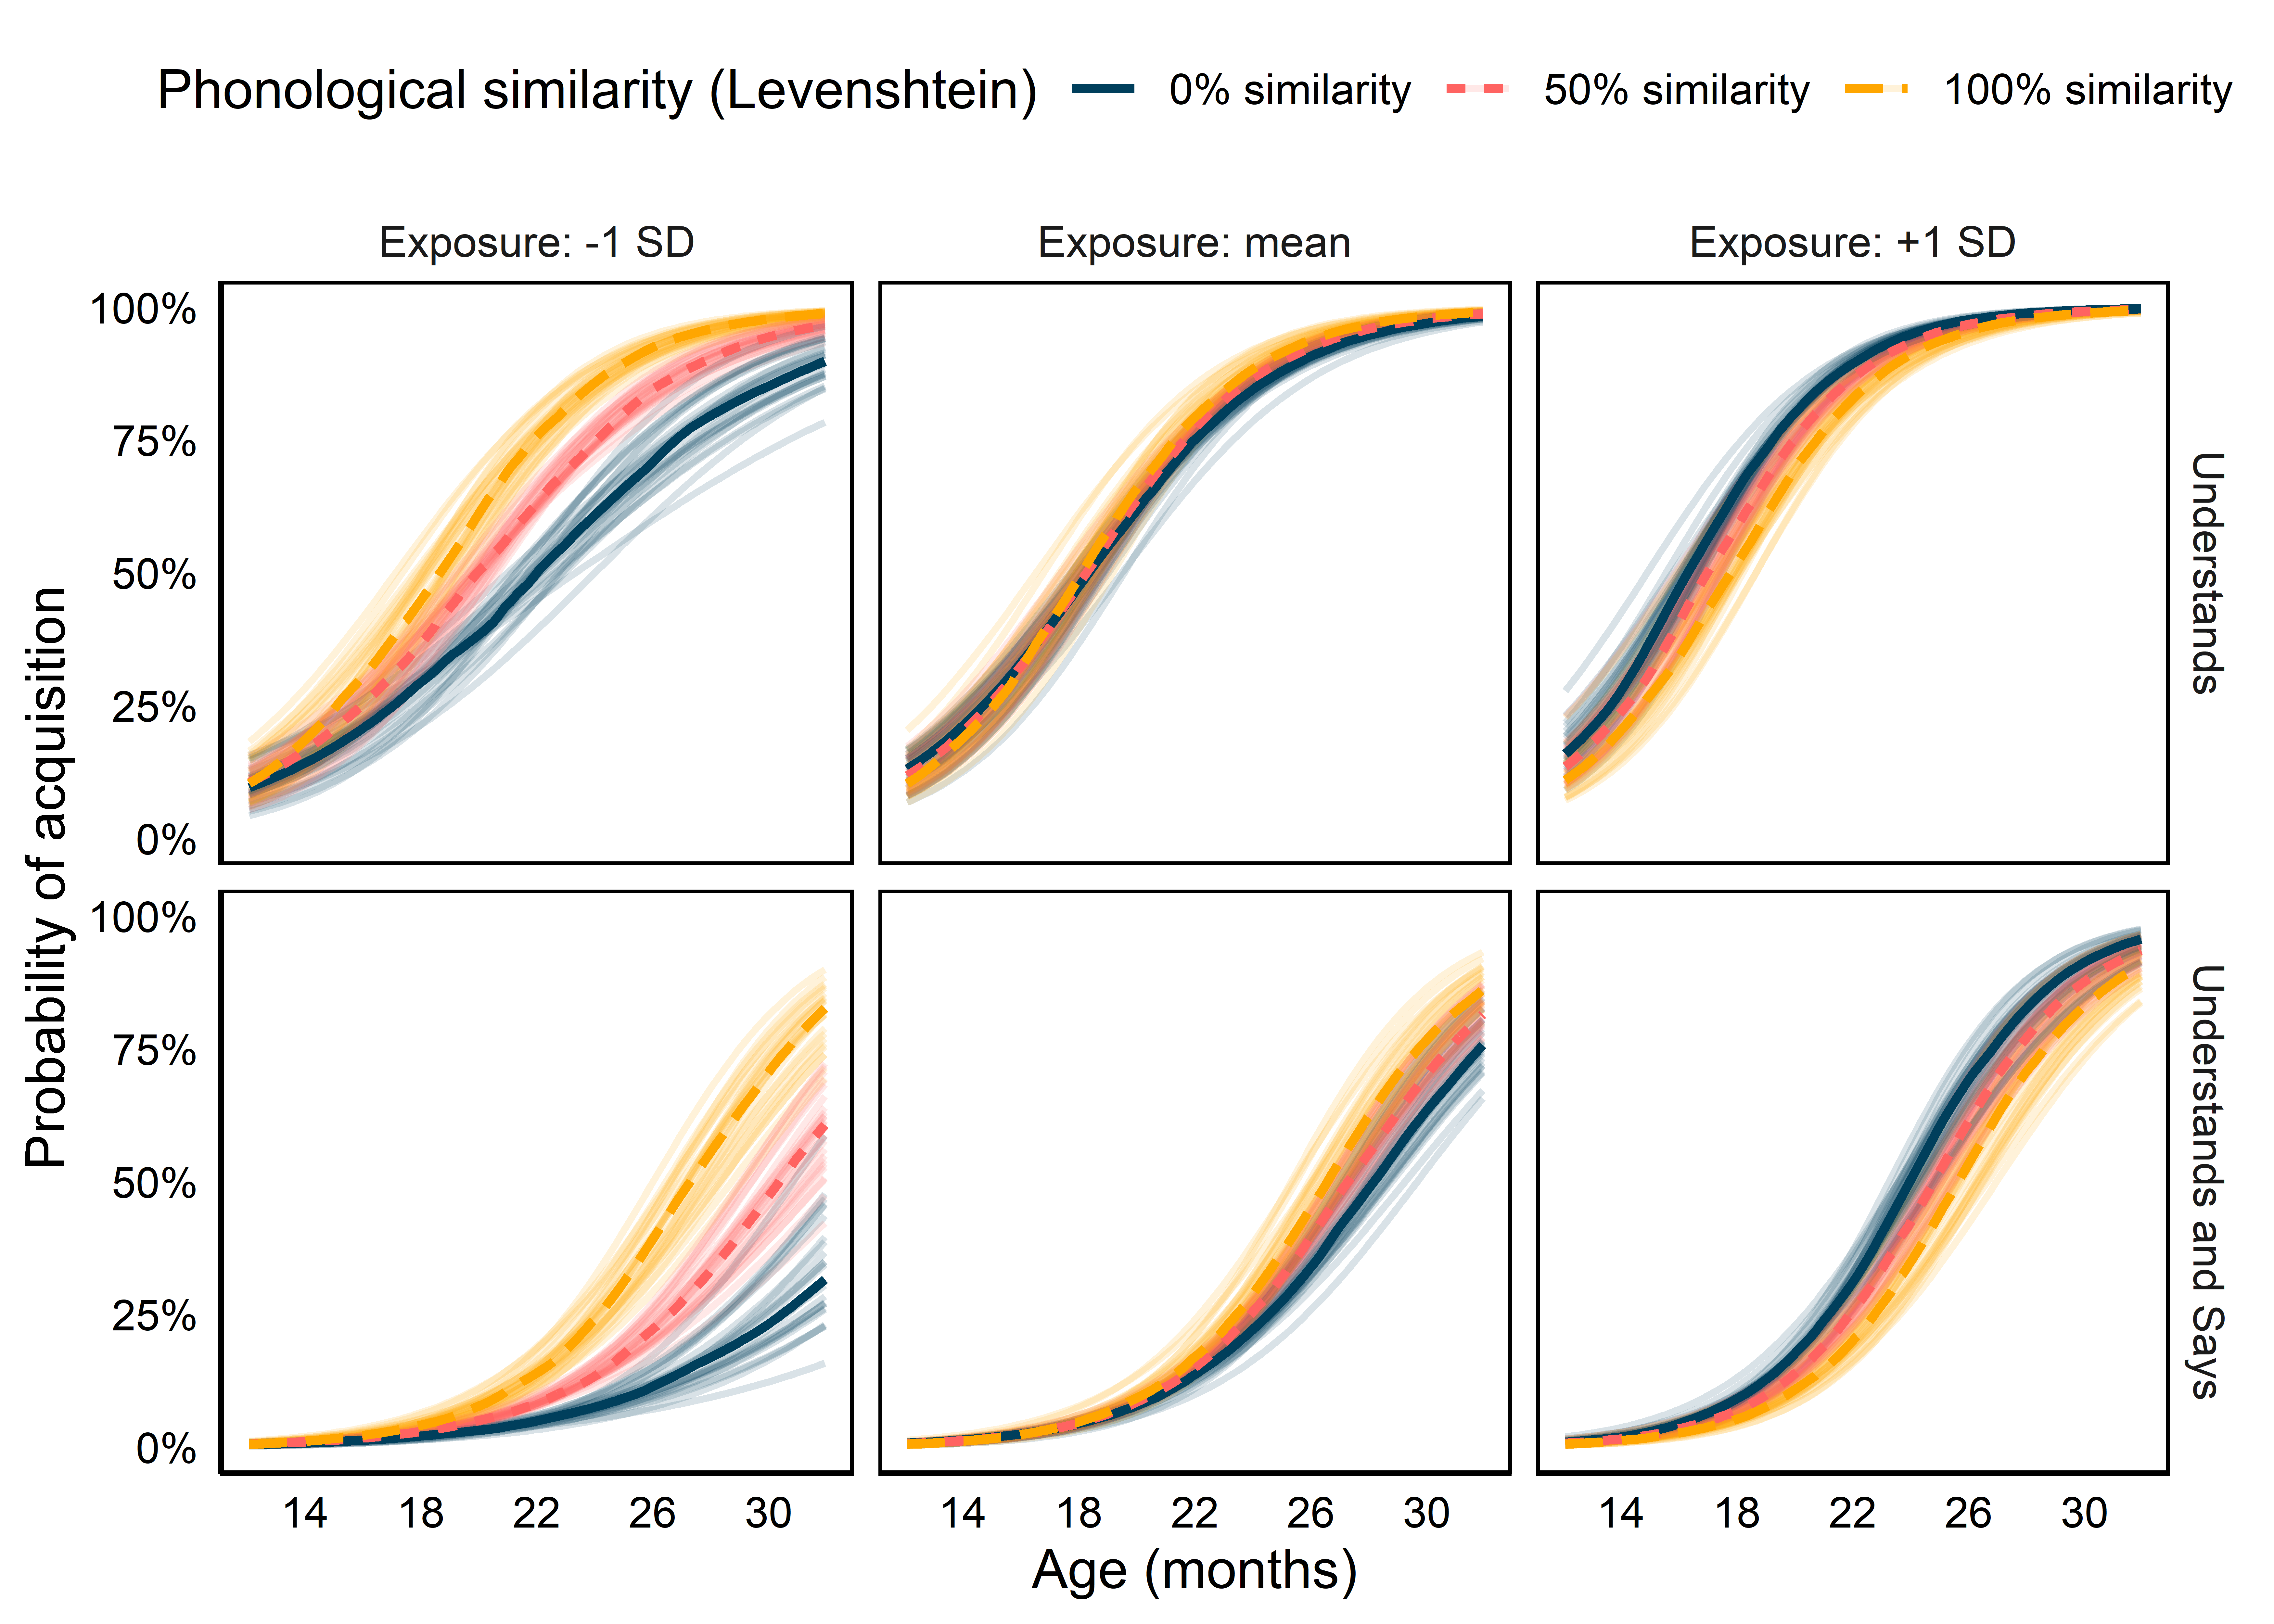 Phonological similarity (Levenshtein) 0% similarity 50% similarity 100% similarity
Exposure: -1 SD Exposure: mean Exposure: +1 SD
100%
75%
50%
25%
0%
Understands
100%
75%
50%
25%
0%
Understands and Says
Probability of acquisition
14 18 22 26 30 14 18 22 26 30 14 18 22 26 30
Age (months)